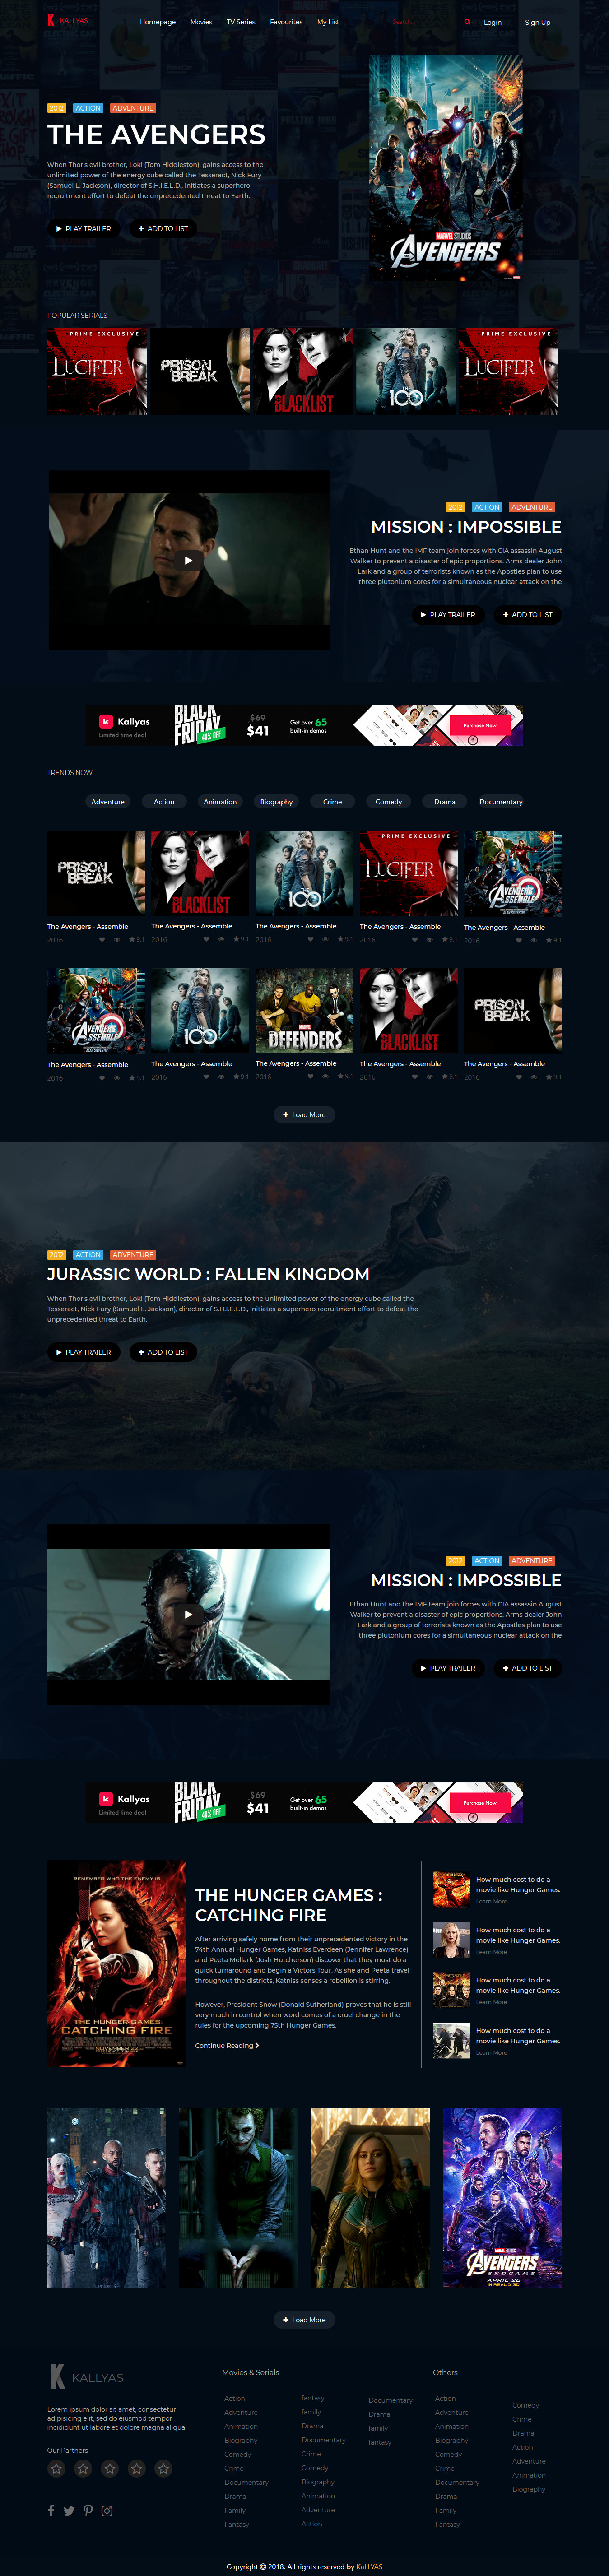 KALLYAS
Homepage Movies TV Series Favourites My List
Login Sign Up
2012 ACTION ADVENTURE
THE AVENGERS
When Thor's evil brother, Loki (Tom Hiddleston), gains access to the
unlimited power of the energy cube called the Tesseract, Nick Fury
(Samuel L. Jackson), director of S.H.I.E.L.D., initiates a superhero
recruitment effort to defeat the unprecedented threat to Earth.
PLAY TRAILER ADD TO LIST
MARVEL STUDIOS
AVENGERS
POPULAR SERIALS
PRIME EXCLUSIVE
LUCIFER
PRISON BREAK
THE BLACKLIST
THE 100
PRIME EXCLUSIVE
LUCIFER
2012 ACTION ADVENTURE
MISSION : IMPOSSIBLE
Ethan Hunt and the IMF team join forces with CIA assassin August
Walker to prevent a disaster of epic proportions. Arms dealer John
Lark and a group of terrorists known as the Apostles plan to use
three plutonium cores for a simultaneous nuclear attack on the
PLAY TRAILER ADD TO LIST
Kallyas
Limited time deal
BLACK FRIDAY
40% OFF
$69
$41
Get over 65
built-in demos
Purchase Now
TRENDS NOW
Adventure Action Animation Biography Crime Comedy Drama Documentary
PRISON BREAK
THE BLACKLIST
THE 100
PRIME EXCLUSIVE
LUCIFER
AVENGERS ASSEMBLE
The Avengers - Assemble The Avengers - Assemble The Avengers - Assemble The Avengers - Assemble The Avengers - Assemble
2016 9.1 2016 9.1 2016 9.1 2016 9.1 2016 9.1
AVENGERS ASSEMBLE
THE 100
MARVEL
DEFENDERS
THE BLACKLIST
PRISON BREAK
The Avengers - Assemble The Avengers - Assemble The Avengers - Assemble The Avengers - Assemble The Avengers - Assemble
2016 9.1 2016 9.1 2016 9.1 2016 9.1 2016 9.1
Load More
2012 ACTION ADVENTURE
JURASSIC WORLD : FALLEN KINGDOM
When Thor's evil brother, Loki (Tom Hiddleston), gains access to the unlimited power of the energy cube called the
Tesseract, Nick Fury (Samuel L. Jackson), director of S.H.I.E.L.D., initiates a superhero recruitment effort to defeat the
unprecedented threat to Earth.
PLAY TRAILER ADD TO LIST
2012 ACTION ADVENTURE
MISSION : IMPOSSIBLE
Ethan Hunt and the IMF team join forces with CIA assassin August
Walker to prevent a disaster of epic proportions. Arms dealer John
Lark and a group of terrorists known as the Apostles plan to use
three plutonium cores for a simultaneous nuclear attack on the
PLAY TRAILER ADD TO LIST
Kallyas
Limited time deal
BLACK FRIDAY
40% OFF
$69
$41
Get over 65
built-in demos
Purchase Now
REMEMBER WHO THE ENEMY IS
THE HUNGER GAMES
CATCHING FIRE
NOVEMBER 22
THE HUNGER GAMES :
CATCHING FIRE
After arriving safely home from their unprecedented victory in the
74th Annual Hunger Games, Katniss Everdeen (Jennifer Lawrence)
and Peeta Mellark (Josh Hutcherson) discover that they must do a
quick turnaround and begin a Victors Tour. As she and Peeta travel
throughout the districts, Katniss senses a rebellion is stirring.
However, President Snow (Donald Sutherland) proves that he is still
very much in control when word comes of a cruel change in the
rules for the upcoming 75th Hunger Games.
Continue Reading
How much cost to do a
movie like Hunger Games.
Learn More
How much cost to do a
movie like Hunger Games.
Learn More
How much cost to do a
movie like Hunger Games.
Learn More
How much cost to do a
movie like Hunger Games.
Learn More
MARVEL STUDIOS
AVENGERS
ENDGAME
APRIL 26
IN REALD 3D
Load More
KALLYAS
Lorem ipsum dolor sit amet, consectetur
adipisicing elit, sed do eiusmod tempor
incididunt ut labore et dolore magna aliqua.
Our Partners
Movies & Serials
Action
Adventure
Animation
Biography
Comedy
Crime
Documentary
Drama
Family
Fantasy
fantasy
family
Drama
Documentary
Crime
Comedy
Biography
Animation
Adventure
Action
Documentary
Drama
family
fantasy
Others
Action
Adventure
Animation
Biography
Comedy
Crime
Documentary
Drama
Family
Fantasy
Comedy
Crime
Drama
Action
Adventure
Animation
Biography
Copyright © 2018. All rights reserved by KaLLYAS